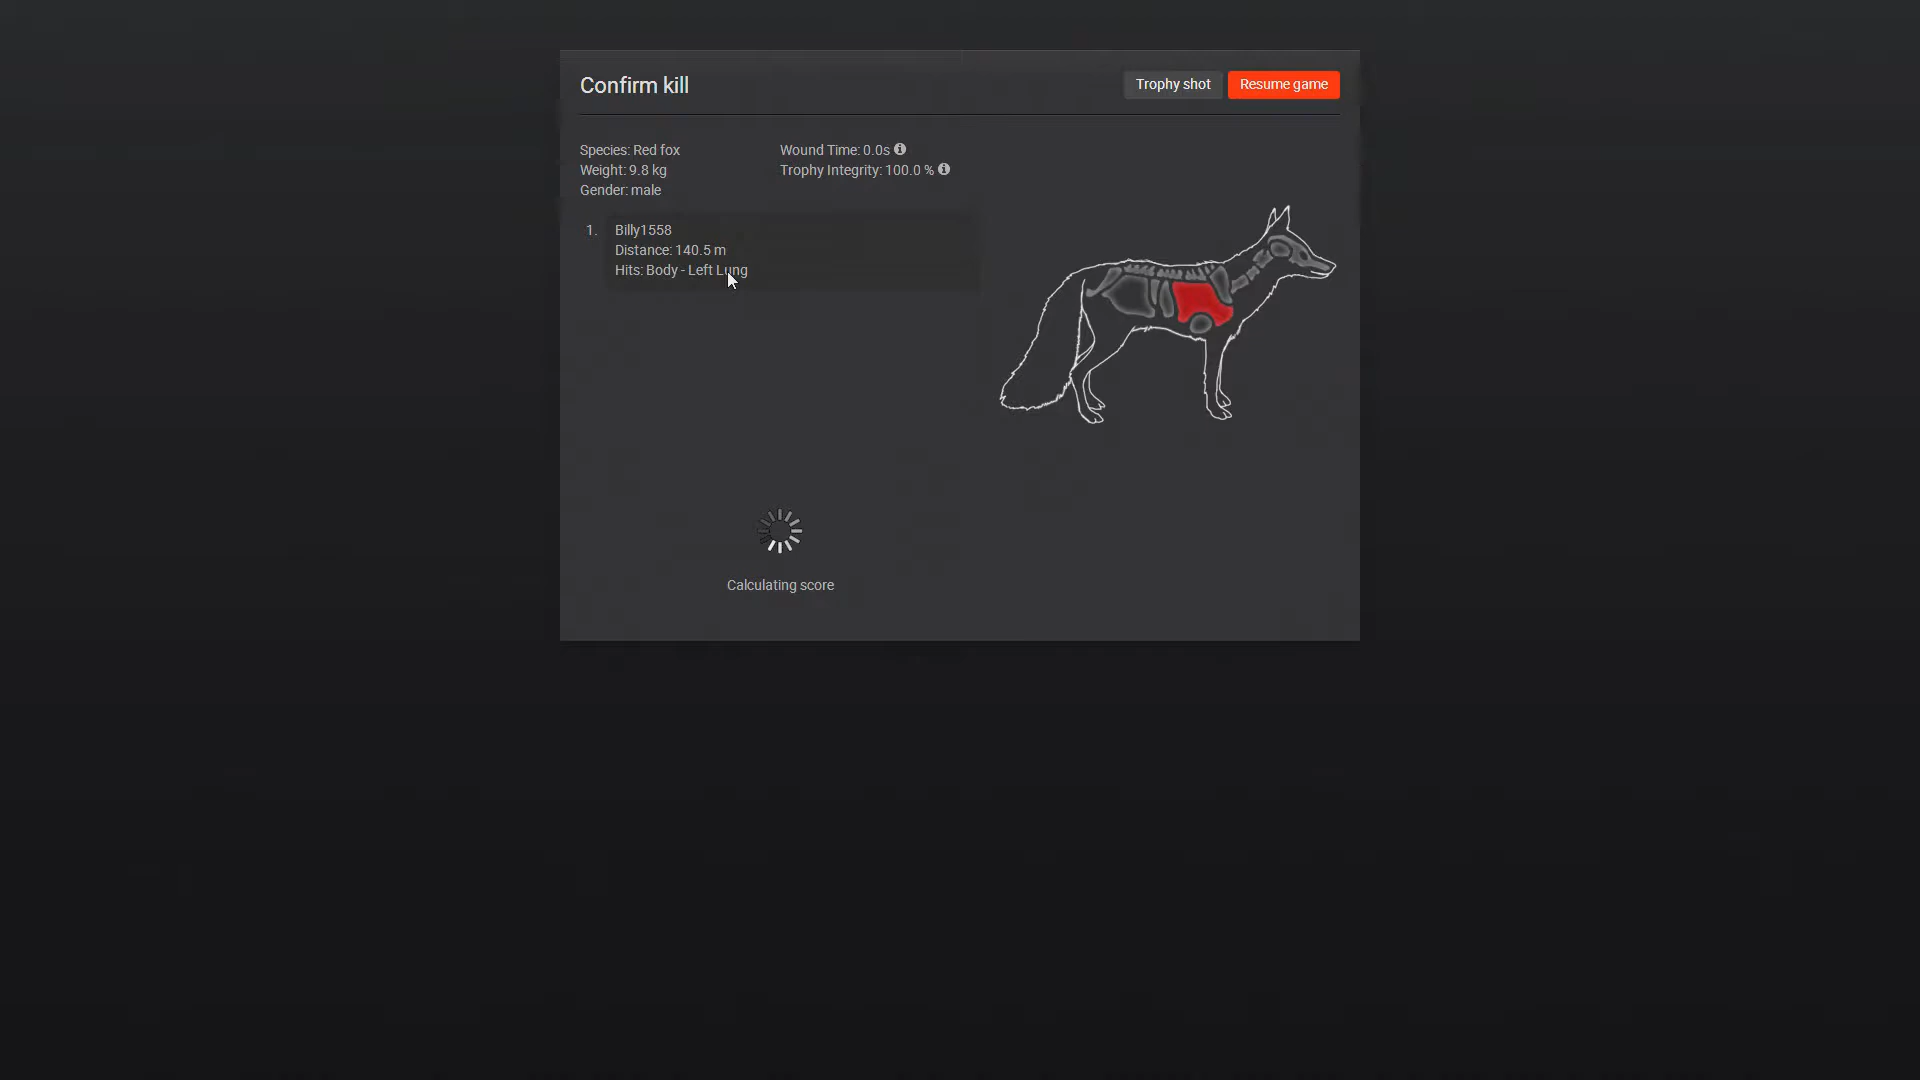 Confirm kill
Trophy shot
Resume game
Species: Red fox
Weight: 9.8 kg
Gender: male
Wound Time: 0.0s
Trophy Integrity: 100.0 %
1.
Billy1558
Distance: 140.5 m
Hits: Body - Left Lung
Calculating score